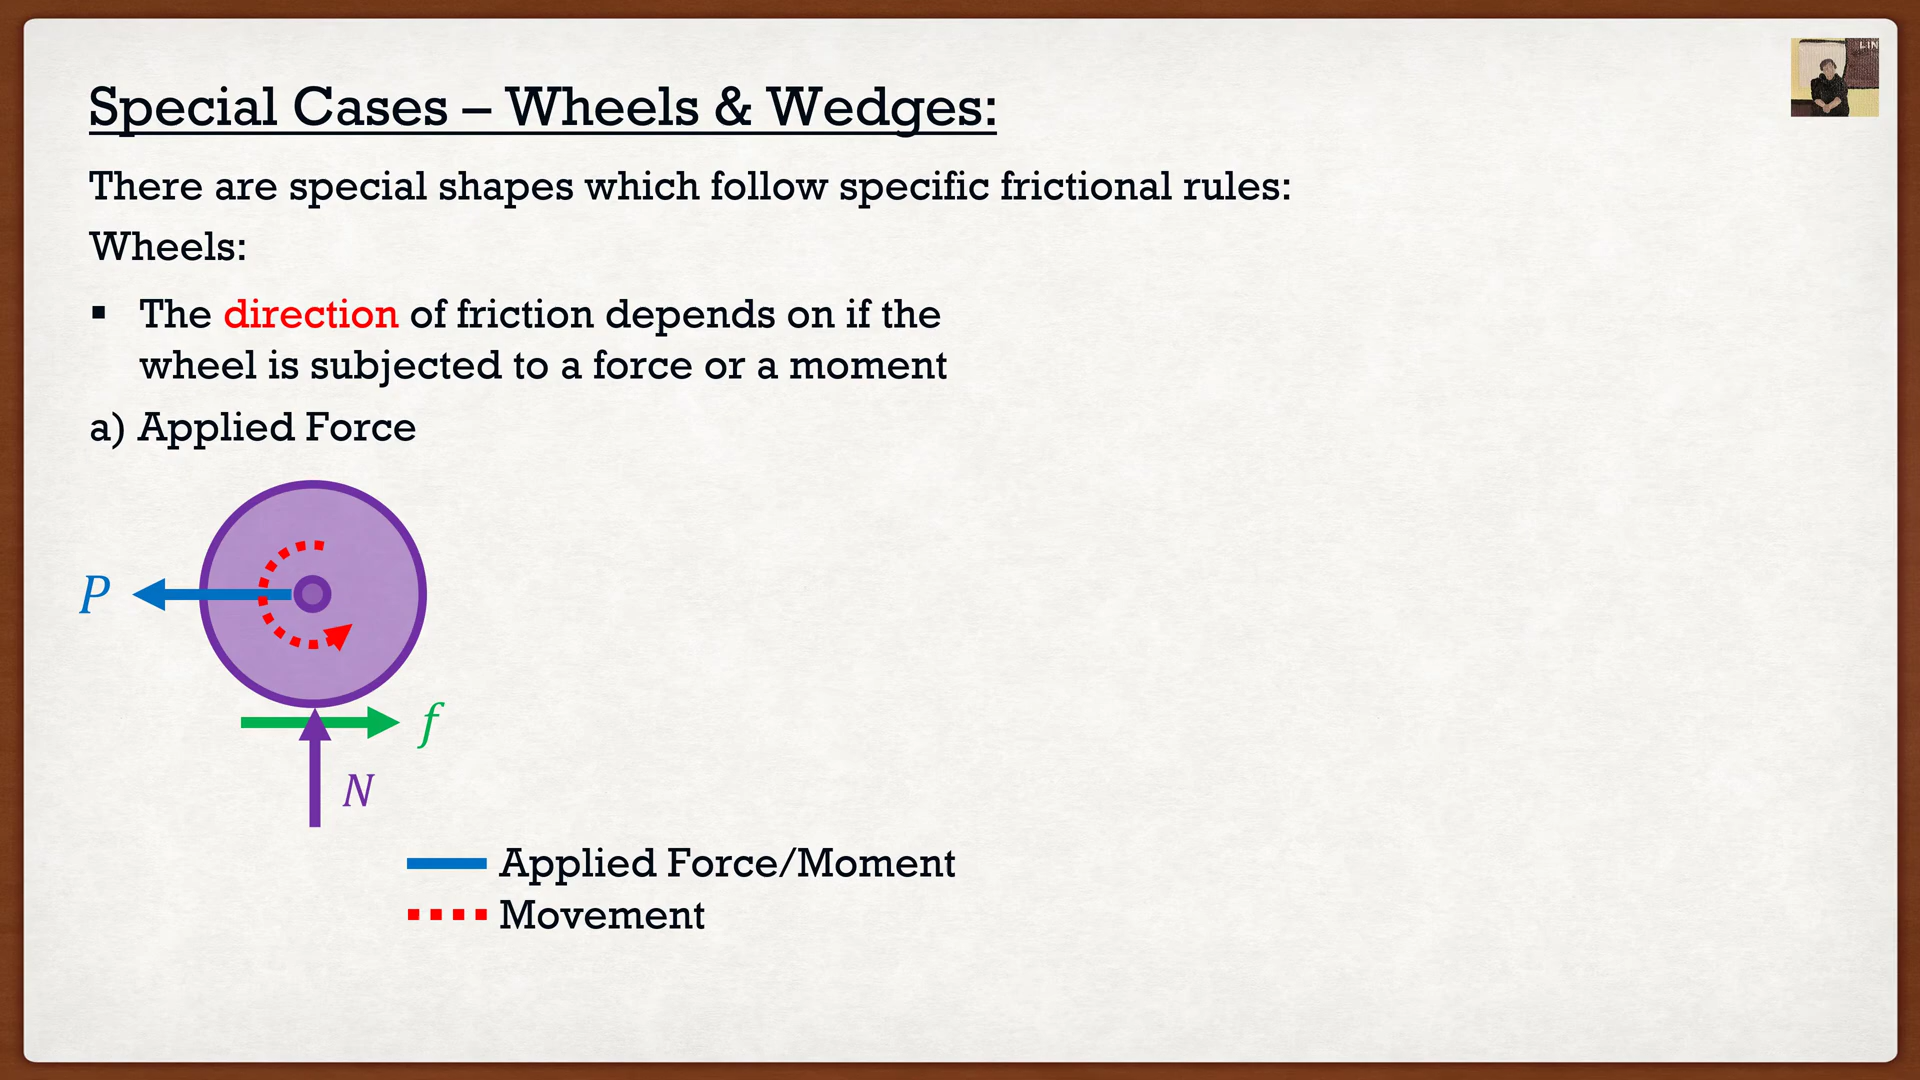 LIN
Special Cases – Wheels & Wedges:
There are special shapes which follow specific frictional rules:
Wheels:
▪ The direction of friction depends on if the
wheel is subjected to a force or a moment
a) Applied Force
P
f
N
Applied Force/Moment
Movement